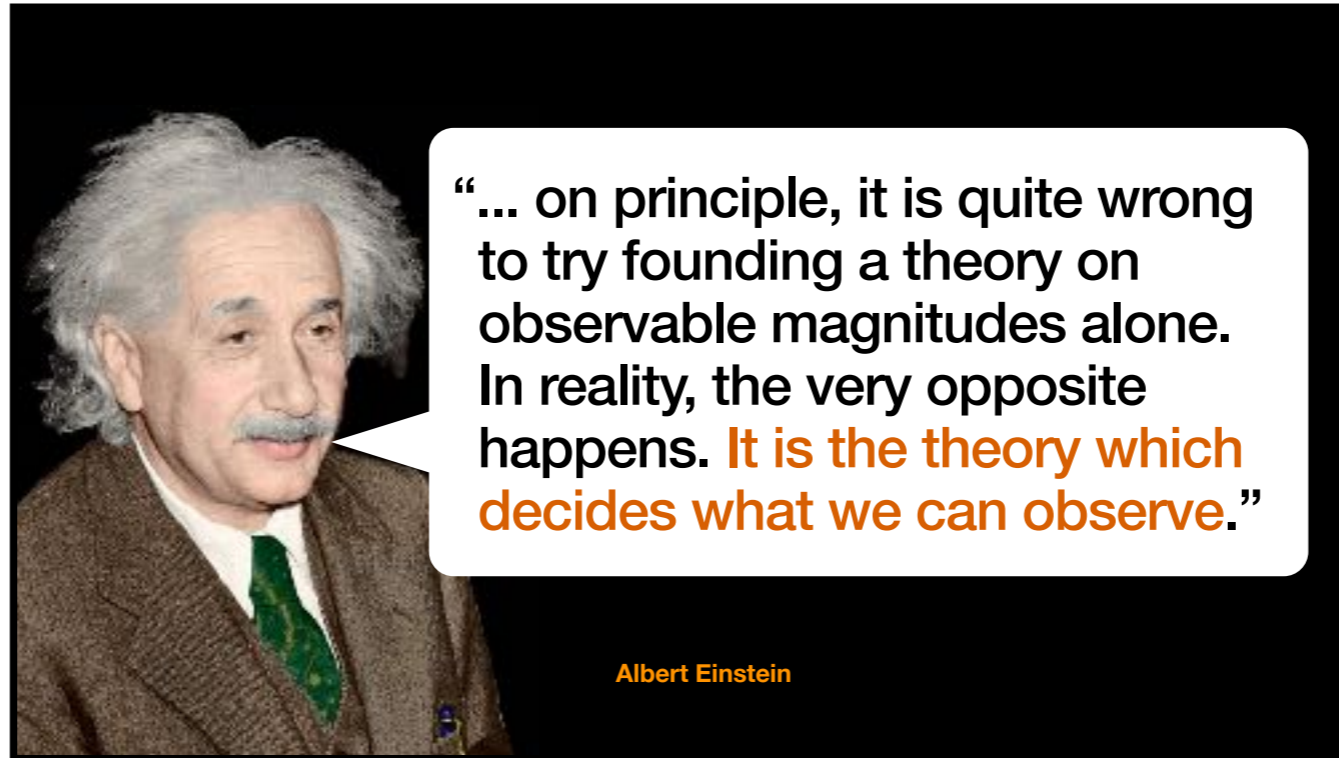 “... on principle, it is quite wrong
to try founding a theory on
observable magnitudes alone.
In reality, the very opposite
happens. It is the theory which
decides what we can observe.”
Albert Einstein